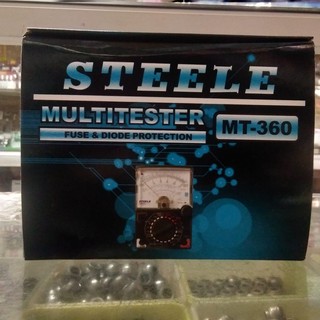 STEELE
MULTITESTER
FUSE & DIODE PROTECTION
MT-360